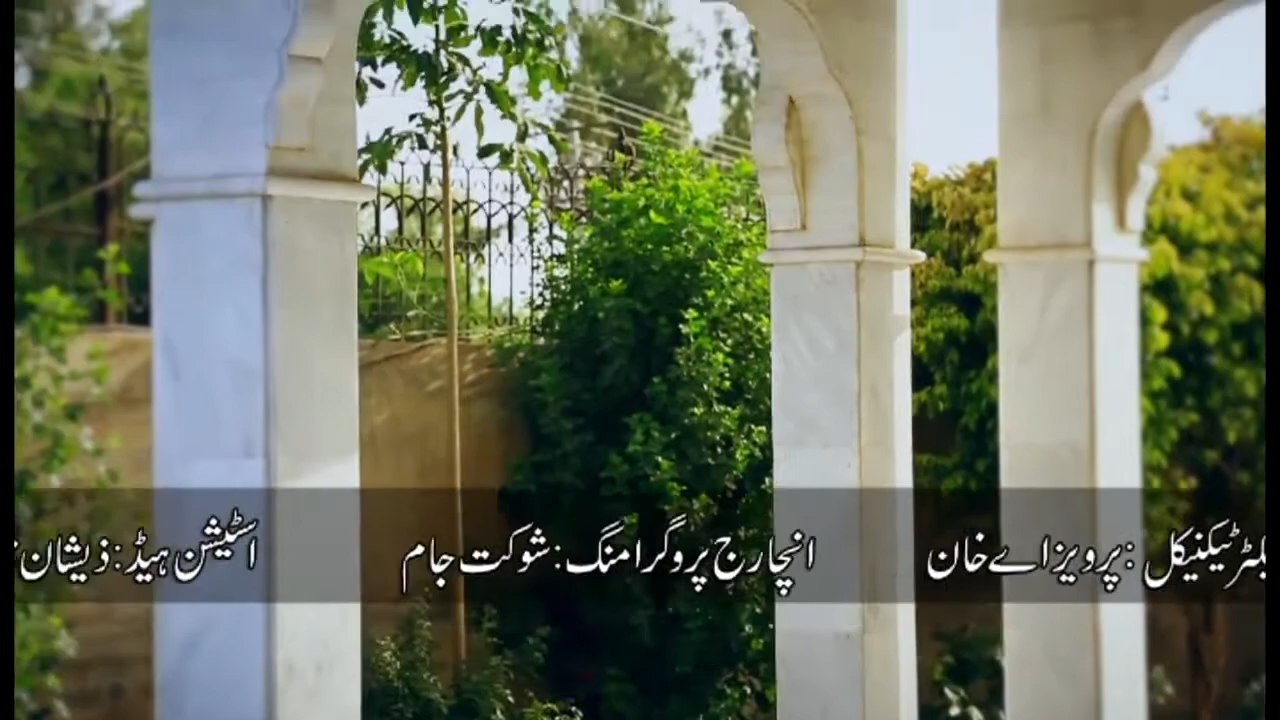 ٹیکنیکل : پرویز اے خان انچارج پروگرامنگ : شوکت جام اسٹیشن ہیڈ : ذیشان